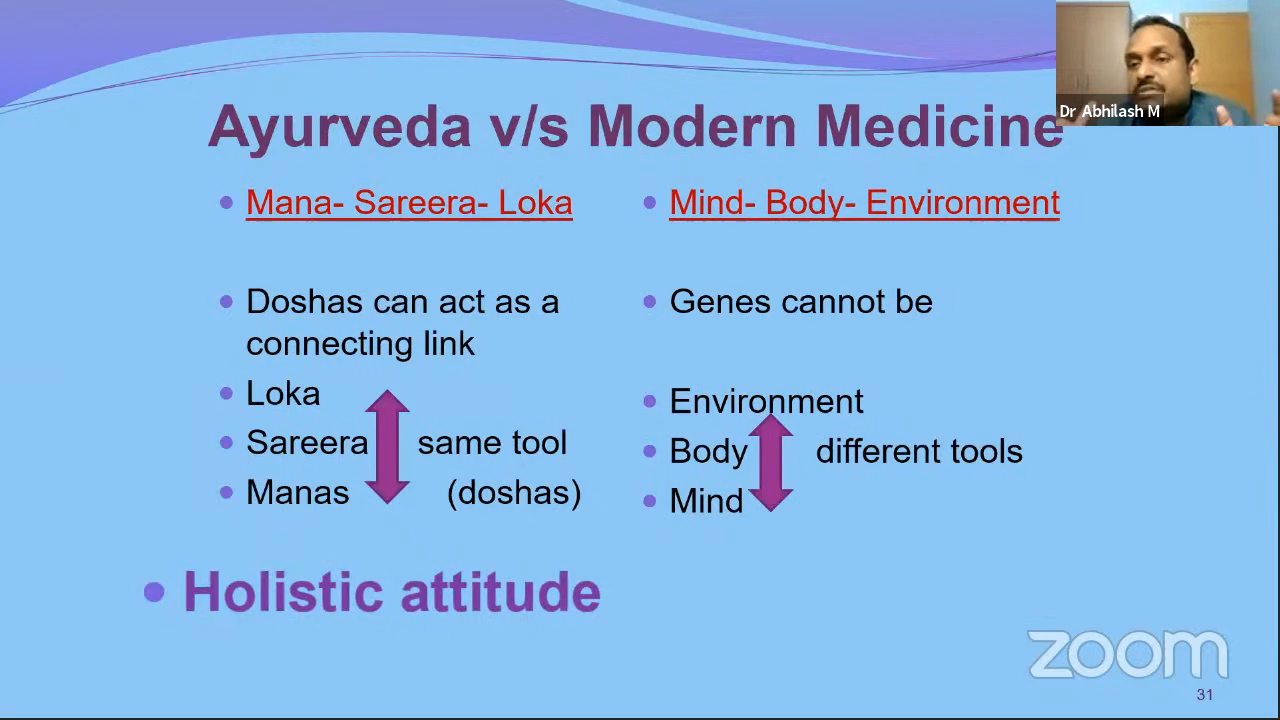 Dr Abhilash M
Ayurveda v/s Modern Medicine
Mana- Sareera- Loka
Doshas can act as a
connecting link
Loka
Sareera same tool
Manas (doshas)
Mind- Body- Environment
Genes cannot be
Environment
Body different tools
Mind
Holistic attitude
zoom
31